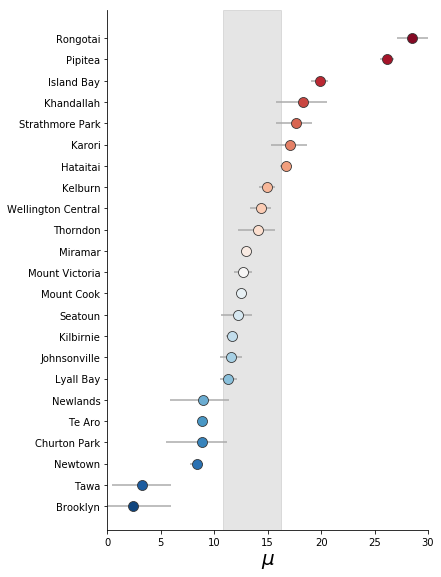 Rongotai
Pipitea
Island Bay
Khandallah
Strathmore Park
Karori
Hataitai
Kelburn
Wellington Central
Thorndon
Miramar
Mount Victoria
Mount Cook
Seatoun
Kilbirnie
Johnsonville
Lyall Bay
Newlands
Te Aro
Churton Park
Newtown
Tawa
Brooklyn
0 5 10 15 20 25 30
μ